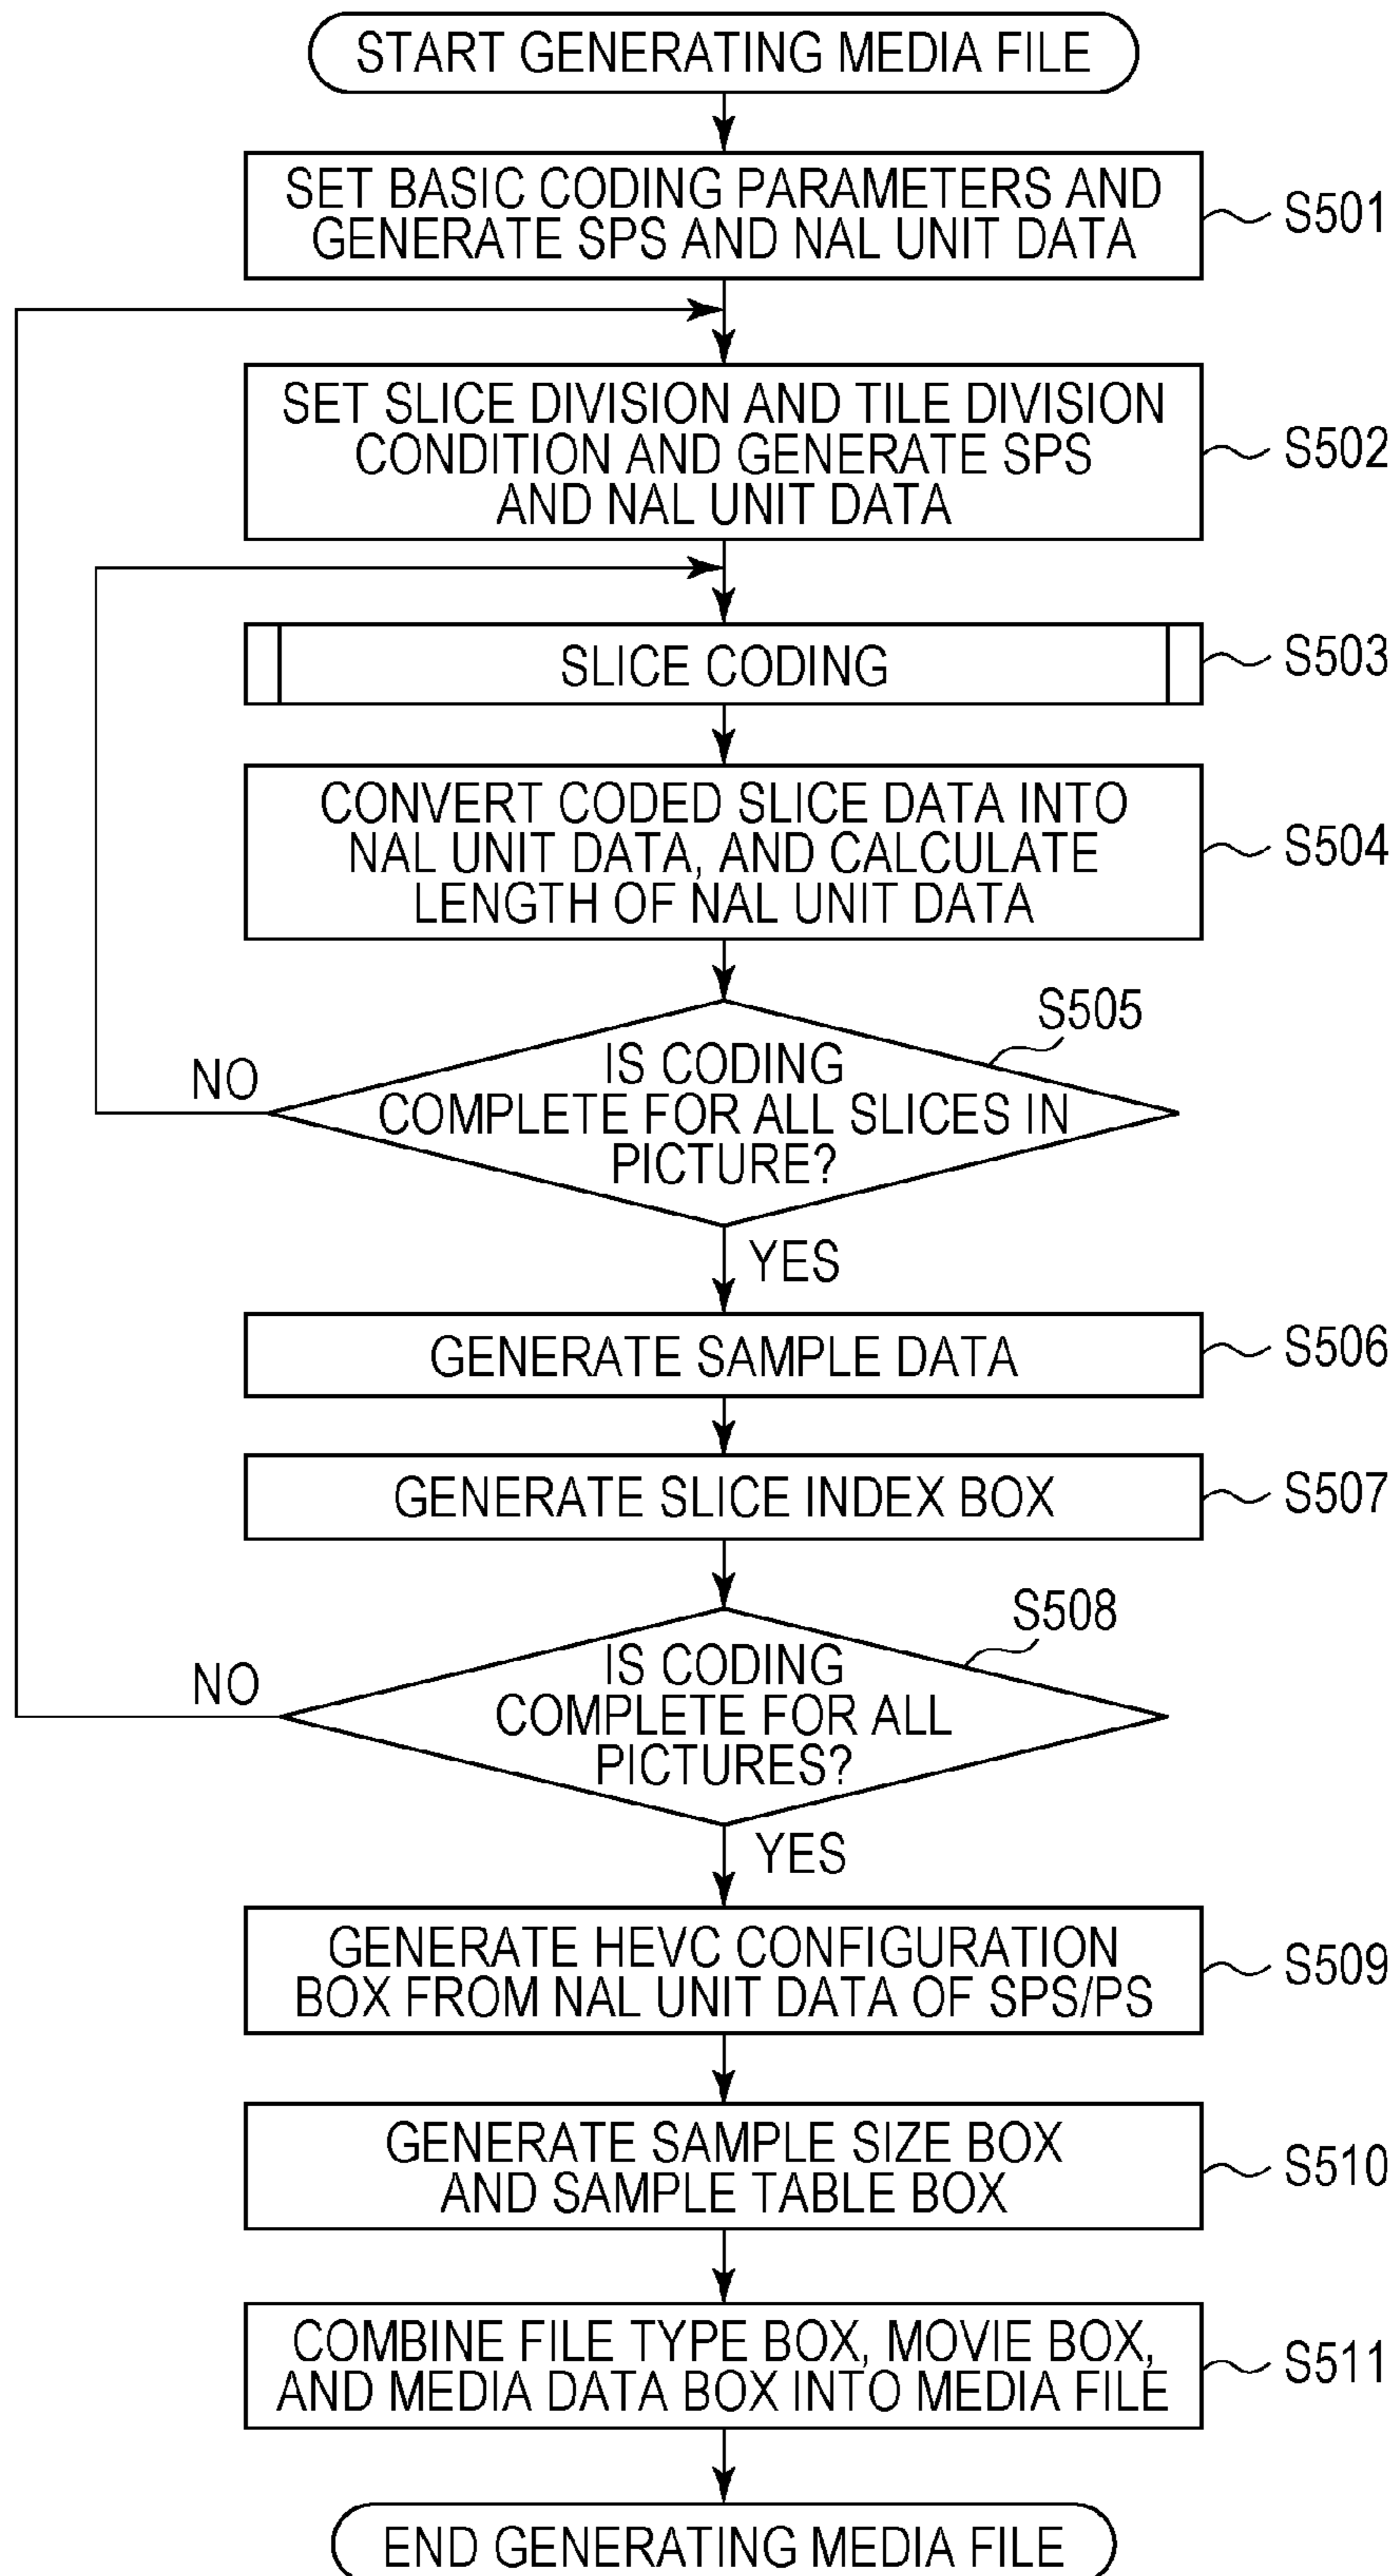 START GENERATING MEDIA FILE
SET BASIC CODING PARAMETERS AND
GENERATE SPS AND NAL UNIT DATA
S501
SET SLICE DIVISION AND TILE DIVISION
CONDITION AND GENERATE SPS
AND NAL UNIT DATA
S502
SLICE CODING
S503
CONVERT CODED SLICE DATA INTO
NAL UNIT DATA, AND CALCULATE
LENGTH OF NAL UNIT DATA
S504
S505
IS CODING
COMPLETE FOR ALL SLICES IN
PICTURE?
NO
YES
GENERATE SAMPLE DATA
S506
GENERATE SLICE INDEX BOX
S507
S508
IS CODING
COMPLETE FOR ALL
PICTURES?
NO
YES
GENERATE HEVC CONFIGURATION
BOX FROM NAL UNIT DATA OF SPS/PS
S509
GENERATE SAMPLE SIZE BOX
AND SAMPLE TABLE BOX
S510
COMBINE FILE TYPE BOX, MOVIE BOX,
AND MEDIA DATA BOX INTO MEDIA FILE
S511
END GENERATING MEDIA FILE